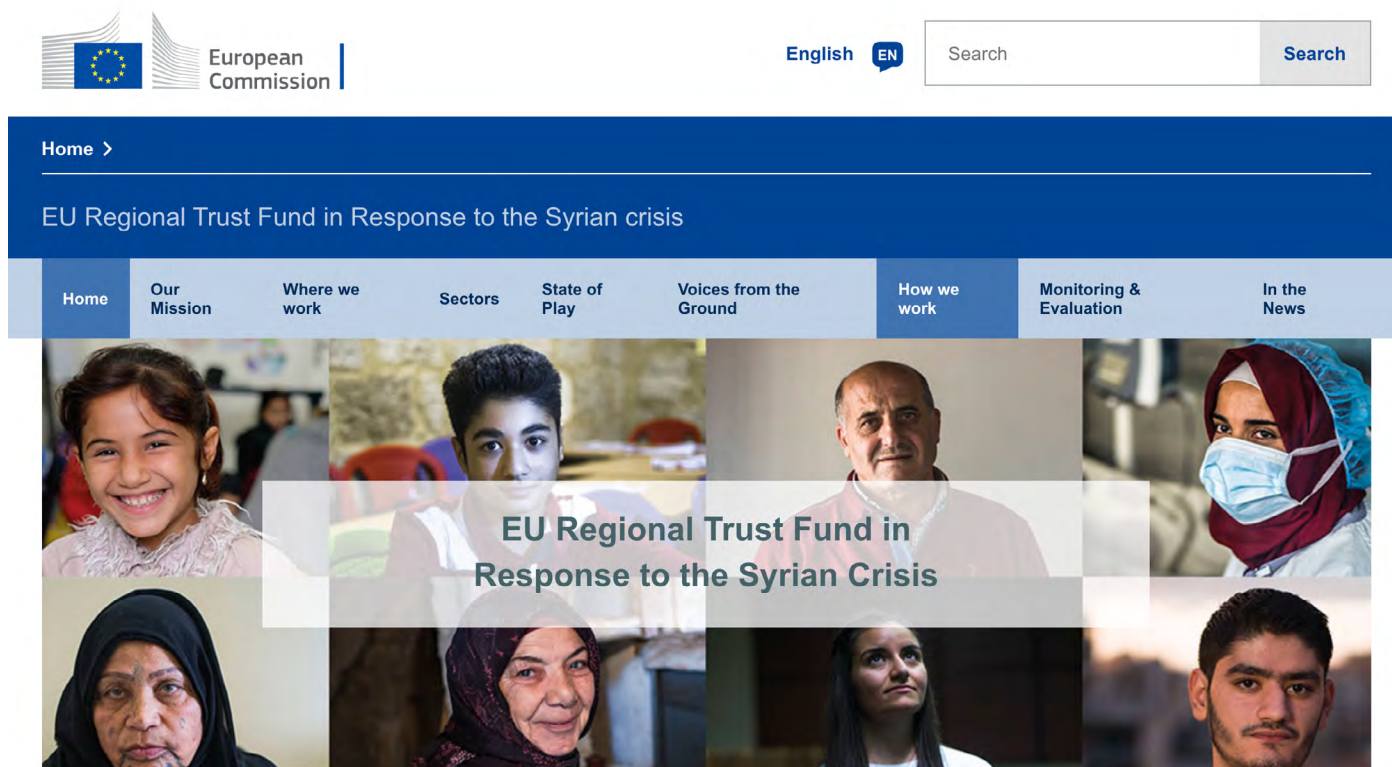 European
Commission
English EN
Search
Search
Home >
EU Regional Trust Fund in Response to the Syrian crisis
Home
Our
Mission
Where we
work
Sectors
State of
Play
Voices from the
Ground
How we
work
Monitoring &
Evaluation
In the
News
EU Regional Trust Fund in
Response to the Syrian Crisis